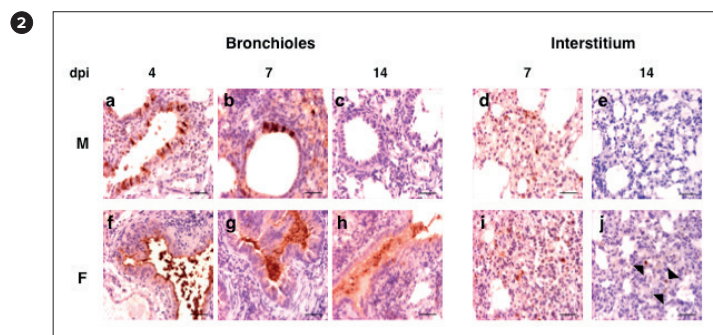 2
Bronchioles Interstitium
dpi 4 7 14 7 14
a b c d e
M
f g h i j
F